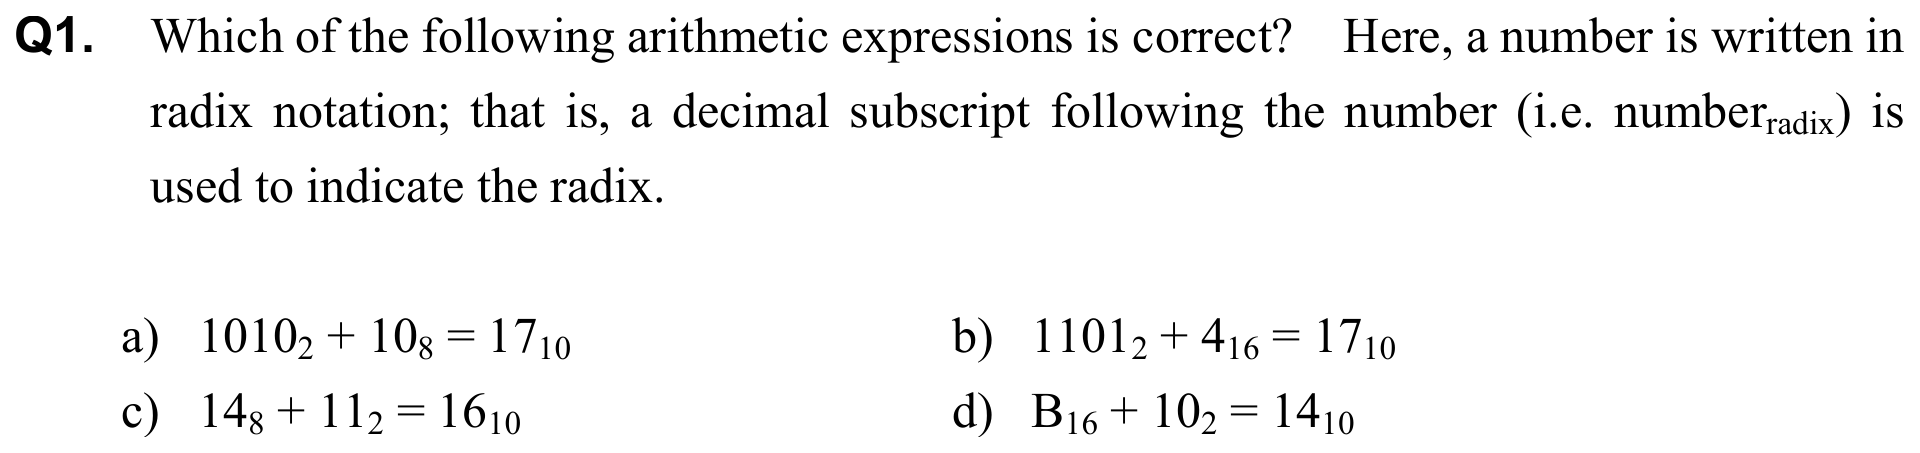 Q1. Which of the following arithmetic expressions is correct? Here, a number is written in
radix notation; that is, a decimal subscript following the number (i.e. number₍radix₎) is
used to indicate the radix.
a) 1010₂ + 10₈ = 17₁₀ b) 1101₂ + 4₁₆ = 17₁₀
c) 14₈ + 11₂ = 16₁₀ d) B₁₆ + 10₂ = 14₁₀